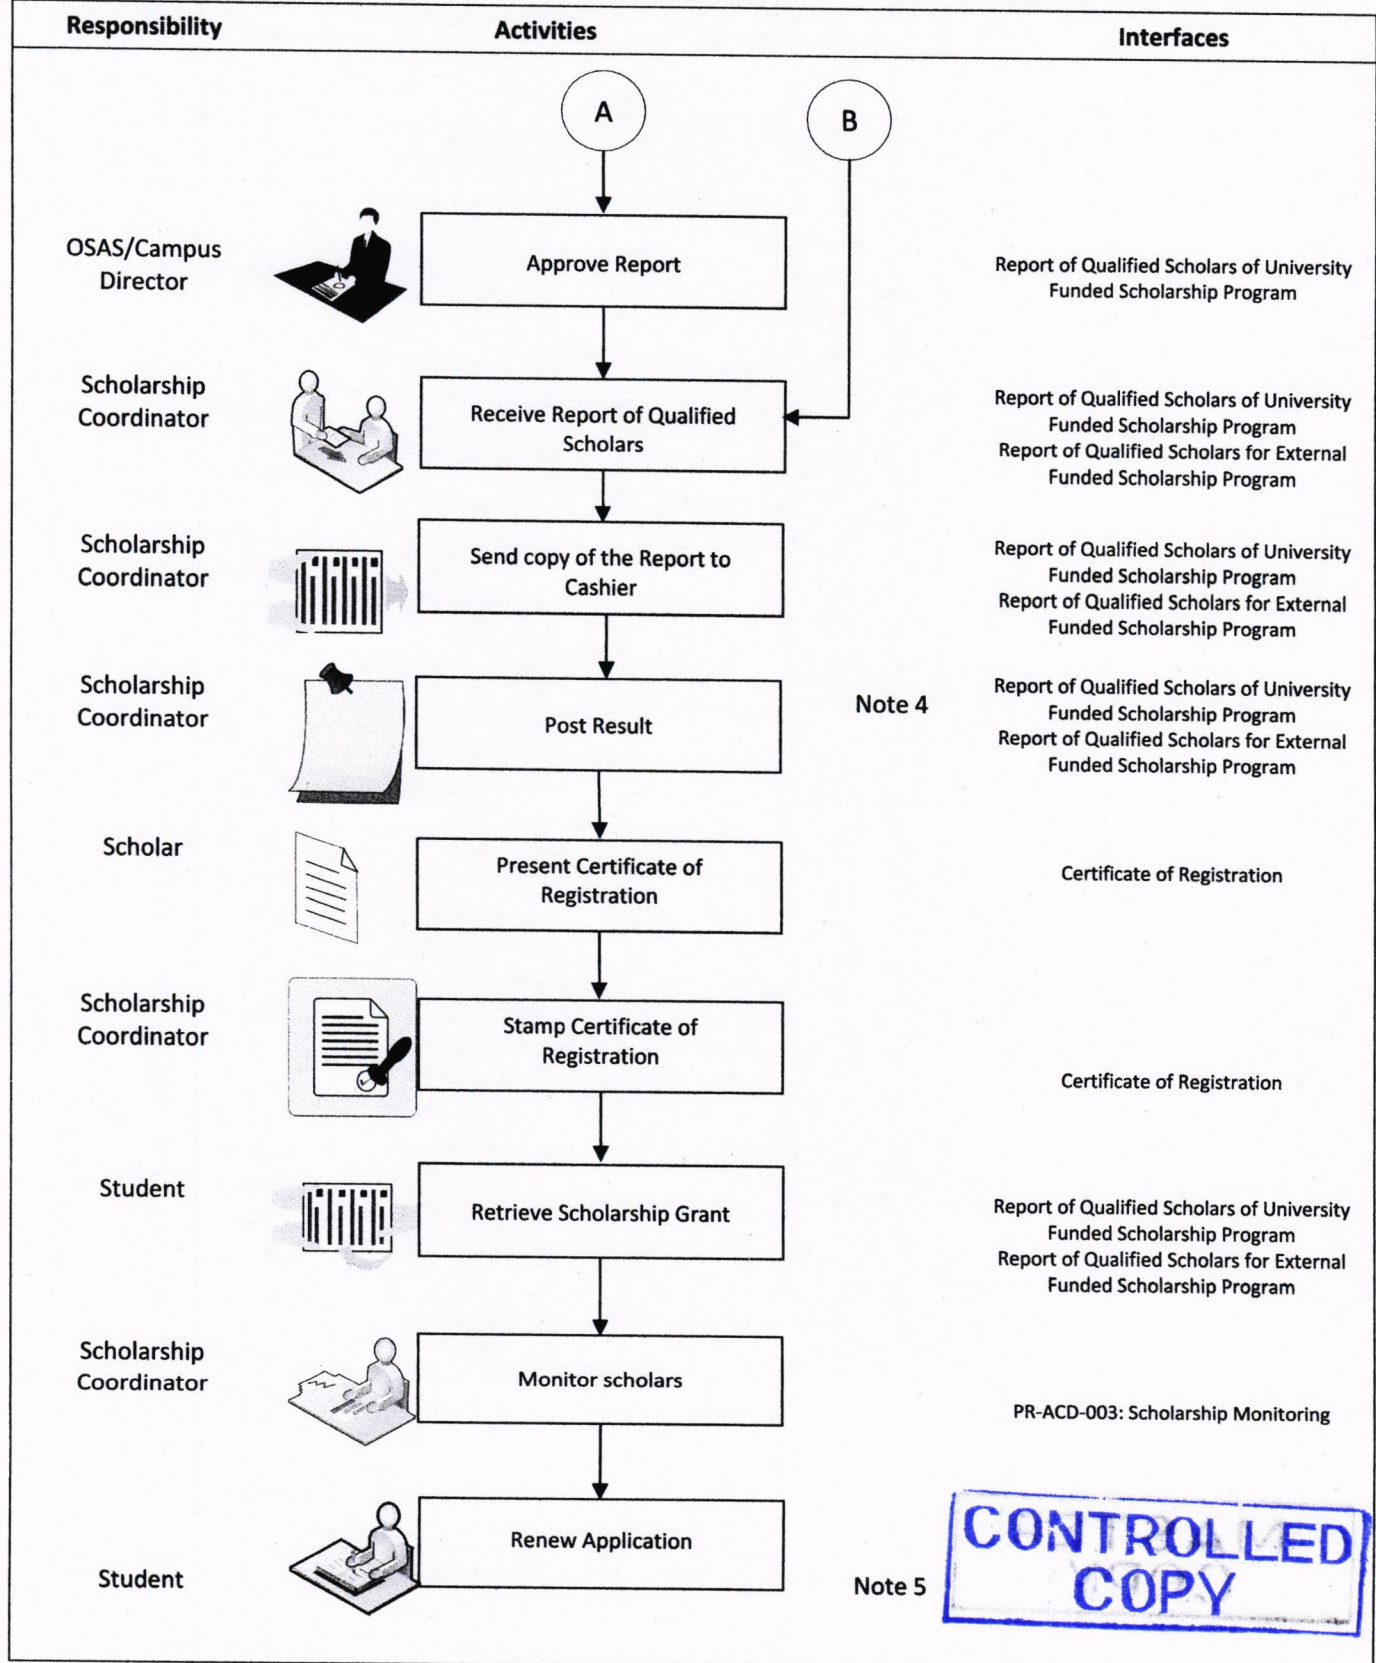 Responsibility
Activities
Interfaces
A
B
OSAS/Campus
Director
Approve Report
Report of Qualified Scholars of University
Funded Scholarship Program
Scholarship
Coordinator
Receive Report of Qualified
Scholars
Report of Qualified Scholars of University
Funded Scholarship Program
Report of Qualified Scholars for External
Funded Scholarship Program
Scholarship
Coordinator
Send copy of the Report to
Cashier
Report of Qualified Scholars of University
Funded Scholarship Program
Report of Qualified Scholars for External
Funded Scholarship Program
Scholarship
Coordinator
Post Result
Note 4
Report of Qualified Scholars of University
Funded Scholarship Program
Report of Qualified Scholars for External
Funded Scholarship Program
Scholar
Present Certificate of
Registration
Certificate of Registration
Scholarship
Coordinator
Stamp Certificate of
Registration
Certificate of Registration
Student
Retrieve Scholarship Grant
Report of Qualified Scholars of University
Funded Scholarship Program
Report of Qualified Scholars for External
Funded Scholarship Program
Scholarship
Coordinator
Monitor scholars
PR-ACD-003: Scholarship Monitoring
Student
Renew Application
Note 5
CONTROLLED
COPY